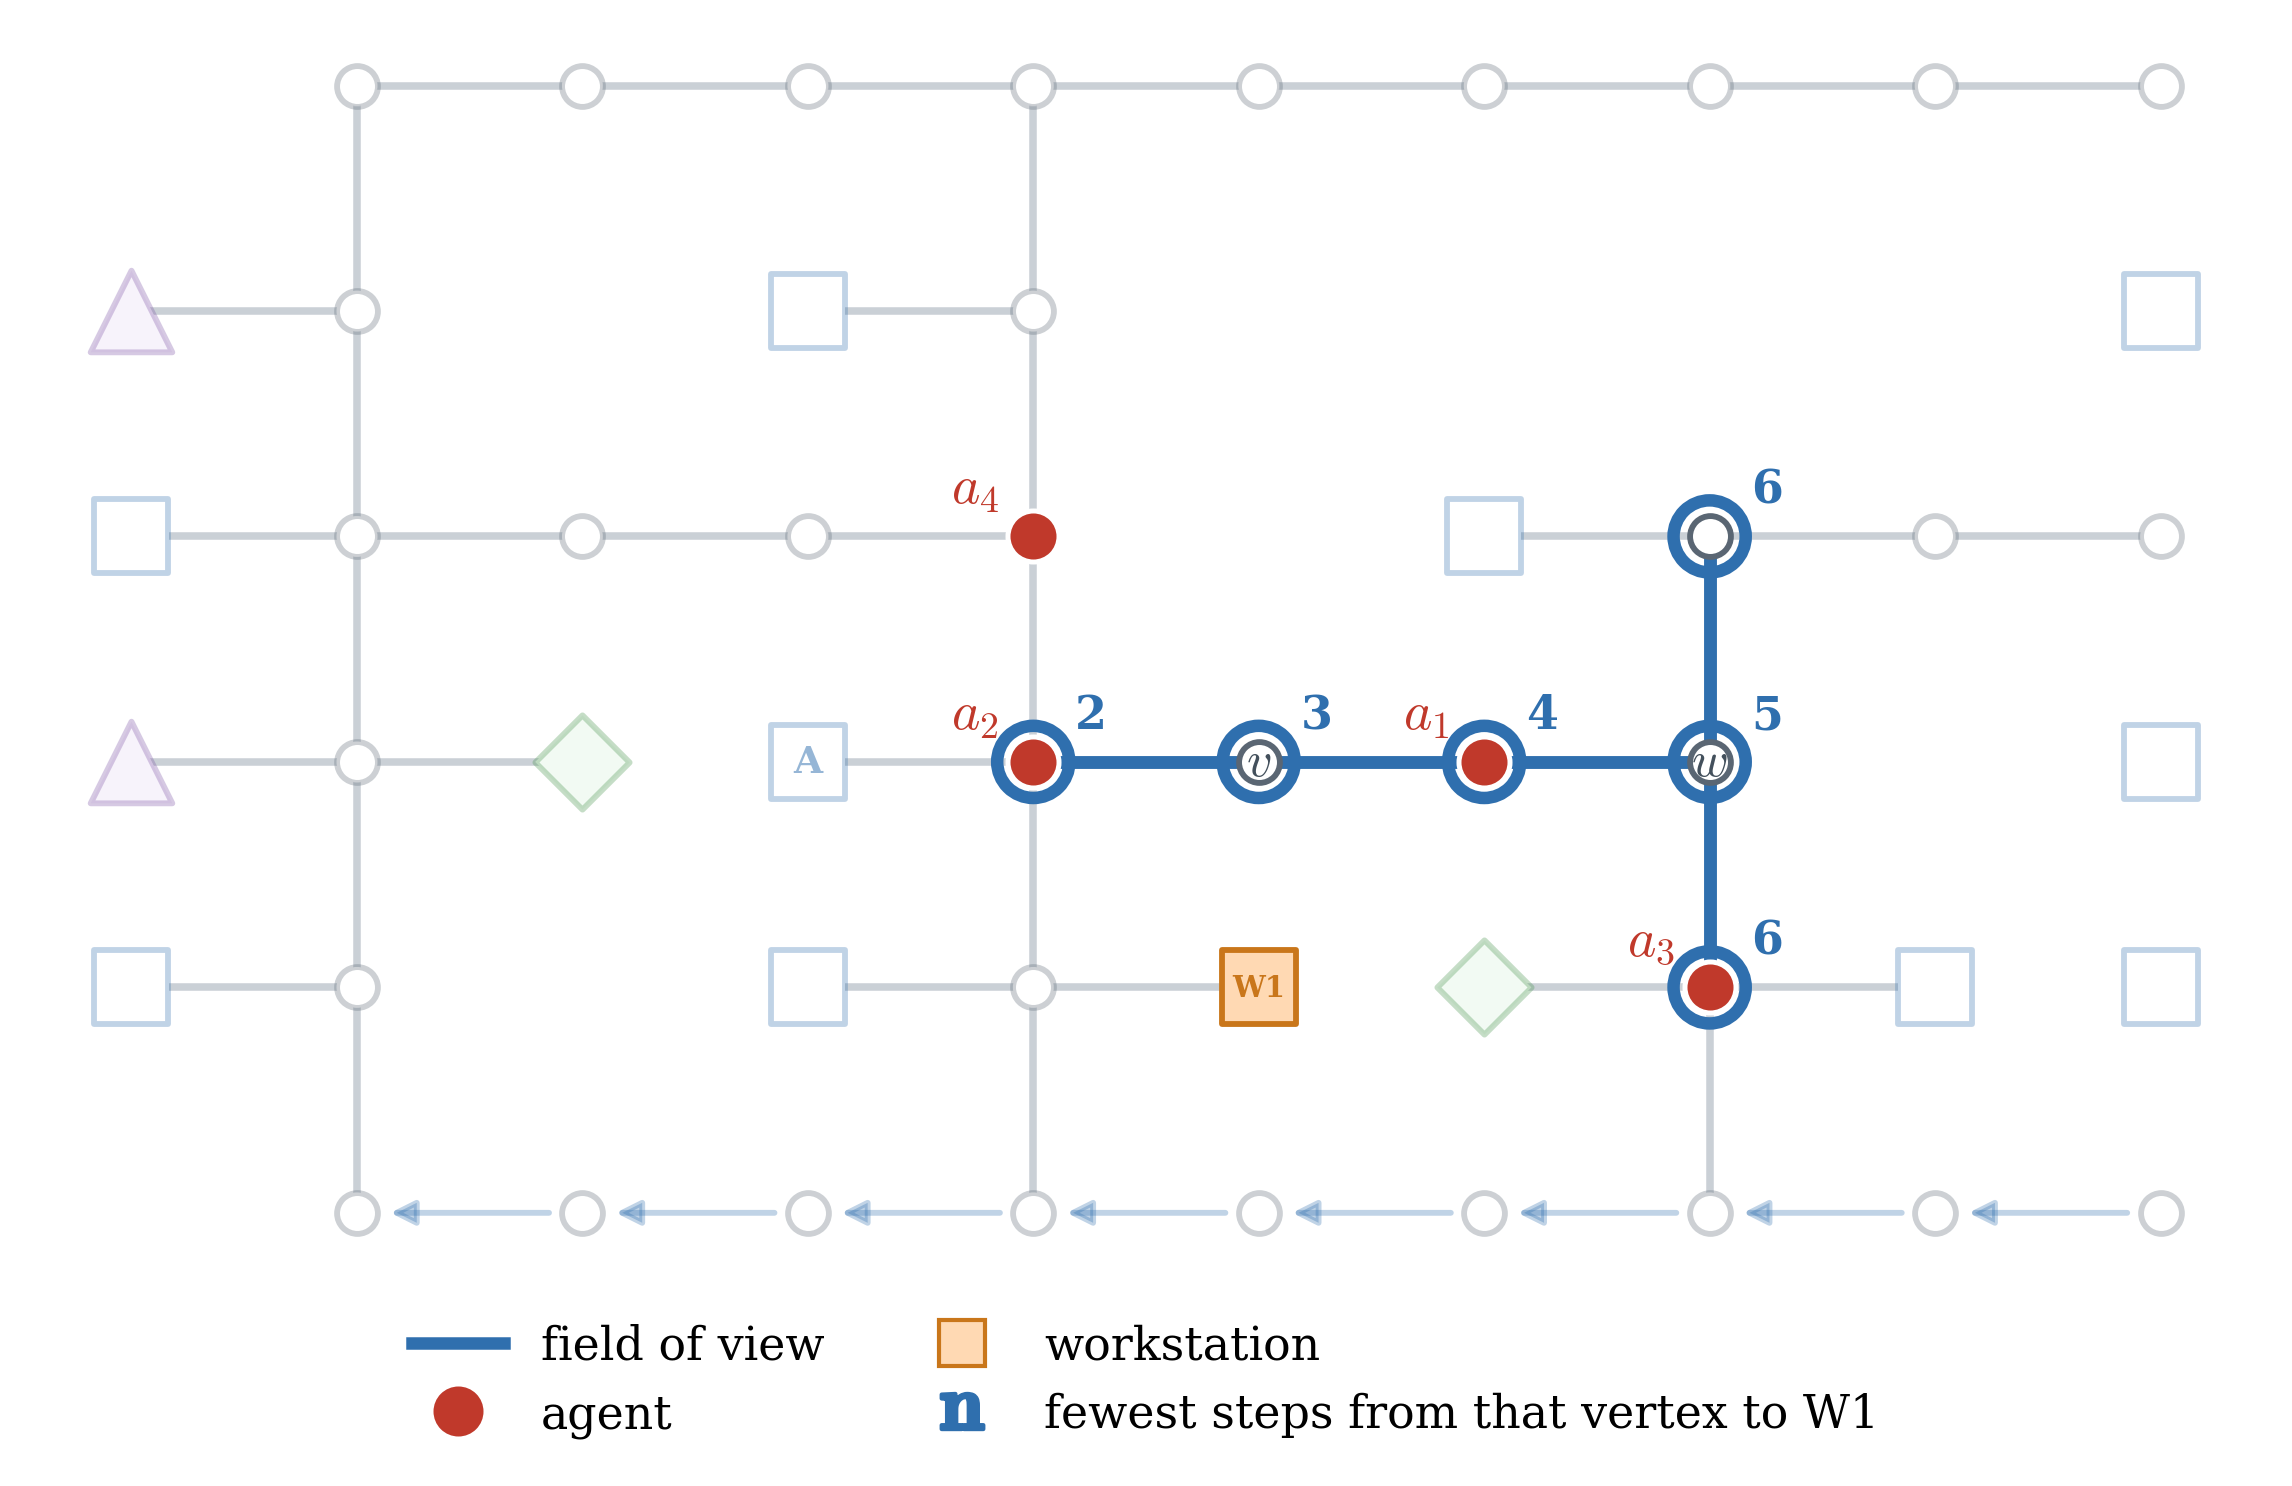 a₄
6
a₂ 2 3 a₁ 4 5
A v w
a₃ 6
W1
field of view workstation
agent n fewest steps from that vertex to W1